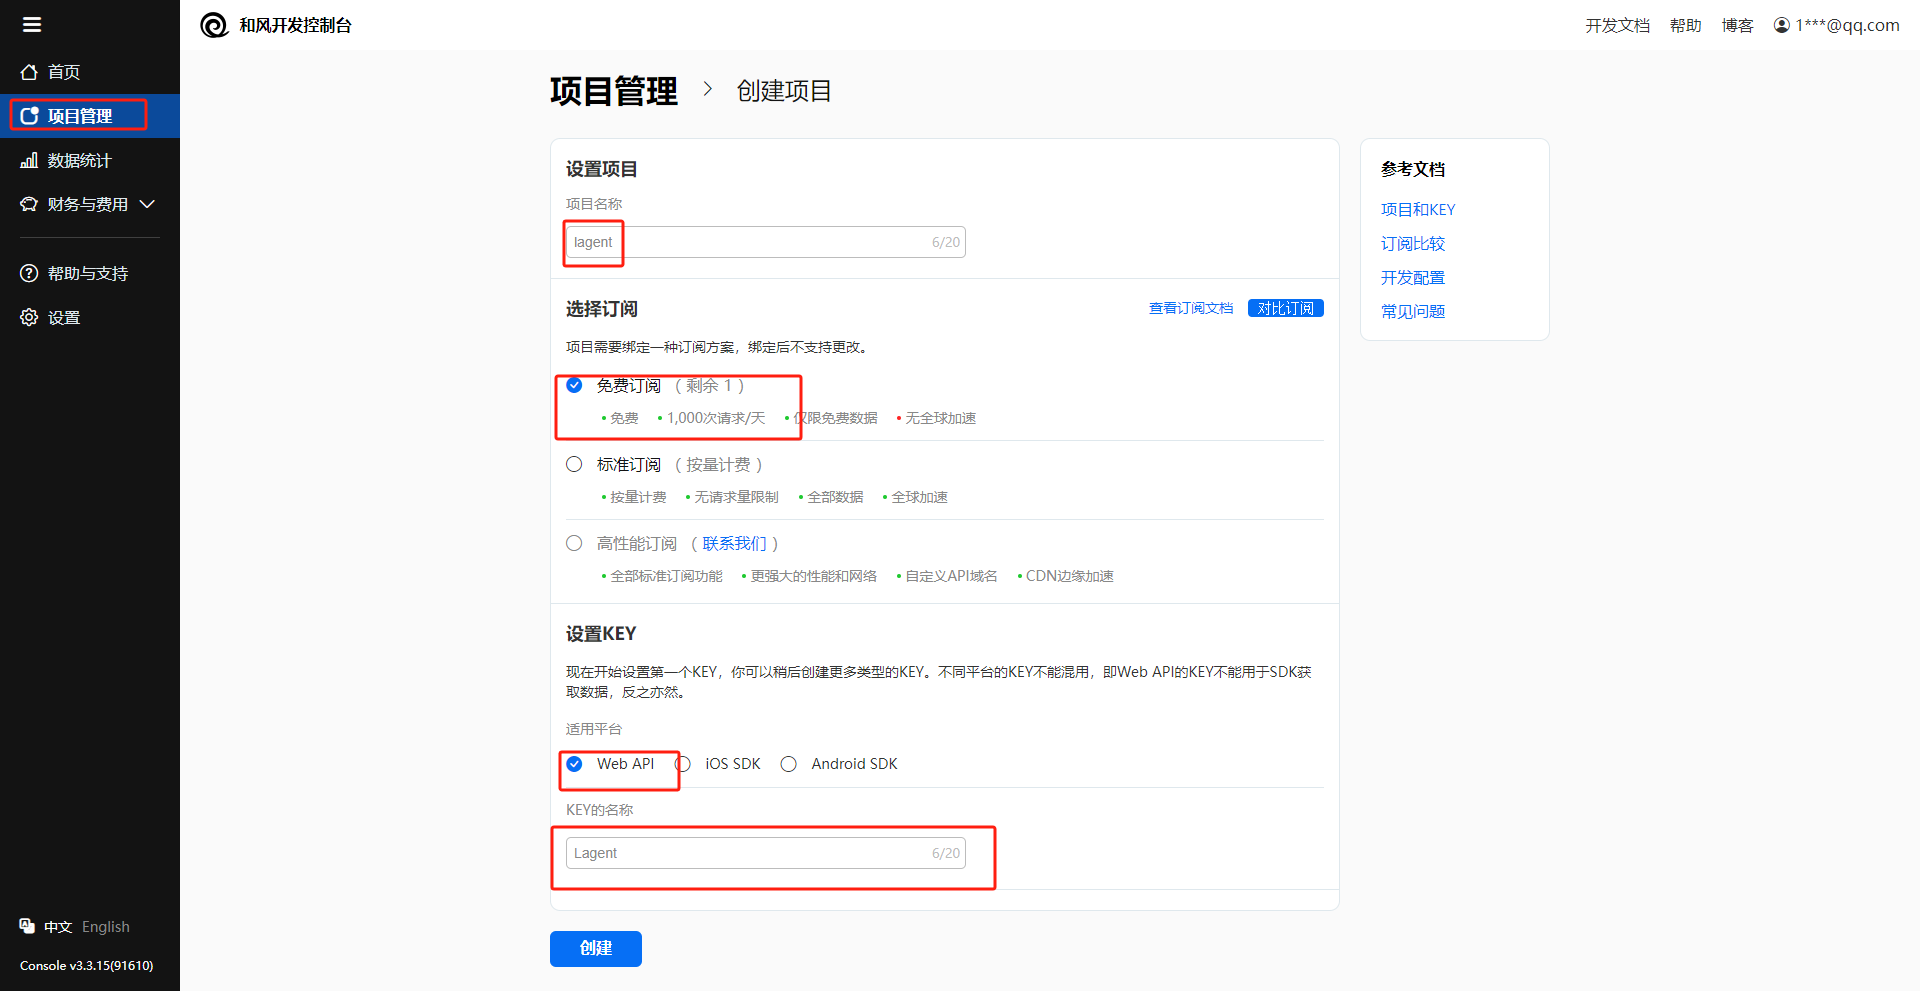 和风开发控制台
开发文档 帮助 博客 1***@qq.com
首页
项目管理
数据统计
财务与费用
帮助与支持
设置
中文 English
Console v3.3.15(91610)
项目管理 > 创建项目
设置项目
项目名称
lagent 6/20
选择订阅 查看订阅文档 对比订阅
项目需要绑定一种订阅方案，绑定后不支持更改。
免费订阅 （剩余 1）
免费 1,000次请求/天 仅限免费数据 无全球加速
标准订阅 （按量计费）
按量计费 无请求量限制 全部数据 全球加速
高性能订阅 （联系我们）
全部标准订阅功能 更强大的性能和网络 自定义API域名 CDN边缘加速
设置KEY
现在开始设置第一个KEY，你可以稍后创建更多类型的KEY。不同平台的KEY不能混用，即Web API的KEY不能用于SDK获
取数据，反之亦然。
适用平台
Web API iOS SDK Android SDK
KEY的名称
Lagent 6/20
创建
参考文档
项目和KEY
订阅比较
开发配置
常见问题